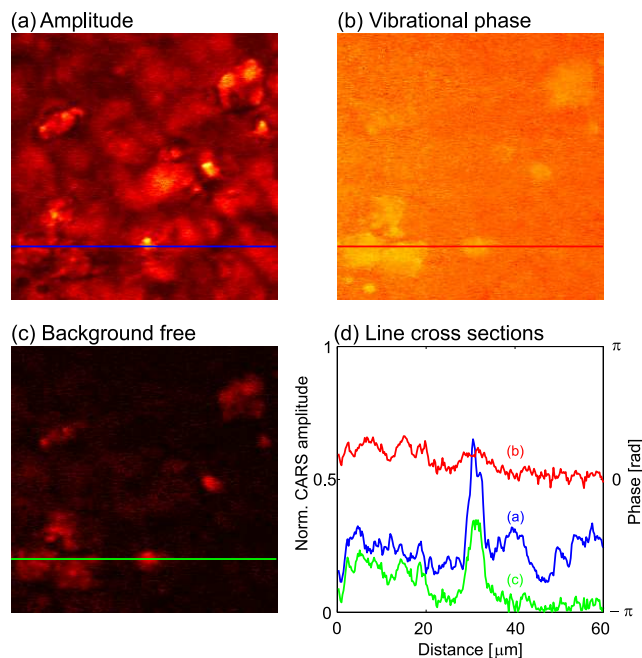 (a) Amplitude
(b) Vibrational phase
(c) Background free
(d) Line cross sections
1
0.5
0
Norm. CARS amplitude
π
0
−π
Phase [rad]
(b)
(a)
(c)
0
20
40
60
Distance [μm]